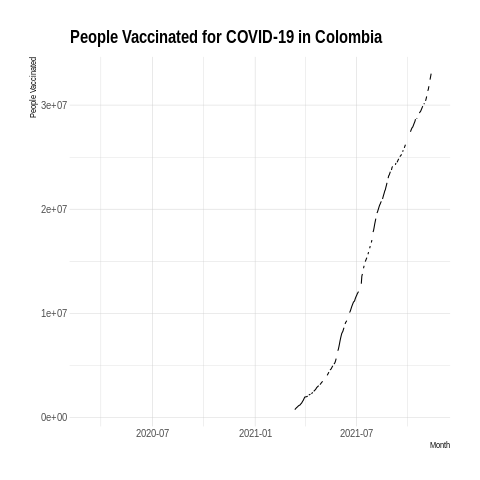 People Vaccinated for COVID-19 in Colombia
People Vaccinated
3e+07
2e+07
1e+07
0e+00
2020-07 2021-01 2021-07
Month